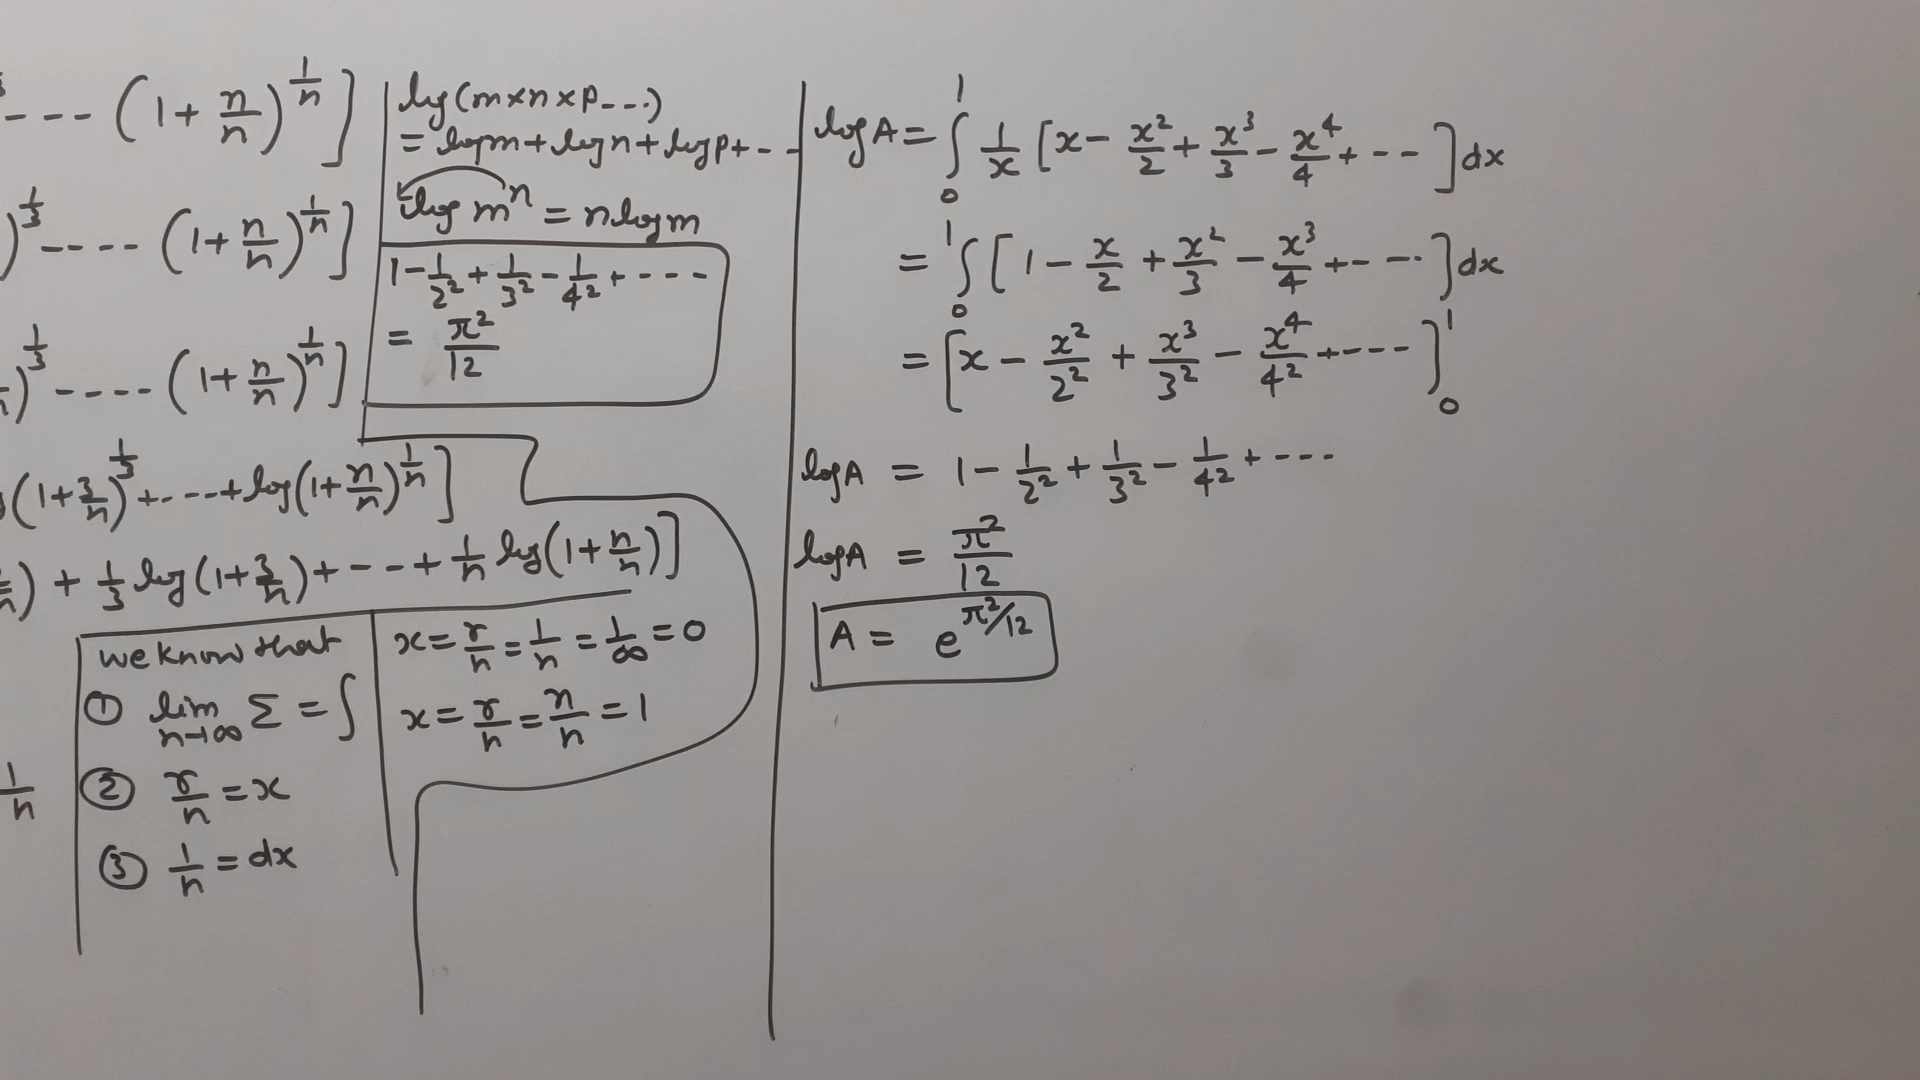 --- (1+n/n)^{1/n}]
)^{1/3} ---- (1+n/n)^{1/n}]
)^{1/3} ---- (1+n/n)^{1/n}]
(1+3/n)^{1/3}+---+log(1+n/n)^{1/n}]
) + 1/3 log(1+3/n)+---+1/n log(1+n/n)]
1/n
log(m×n×p---)
= logm+logn+logp+--
log m^n = nlogm
1-1/2²+1/3²-1/4²+----
= π²/12
we know that
① lim n→∞ Σ = ∫
② r/n = x
③ 1/n = dx
x = r/n = 1/n = 1/∞ = 0
x = r/n = n/n = 1
logA = ∫₀¹ 1/x [x - x²/2 + x³/3 - x⁴/4 + --]dx
= ∫₀¹ [1 - x/2 + x²/3 - x³/4 +---]dx
= [x - x²/2² + x³/3² - x⁴/4² +----]₀¹
logA = 1 - 1/2² + 1/3² - 1/4² + ---
logA = π²/12
A = e^{π²/12}